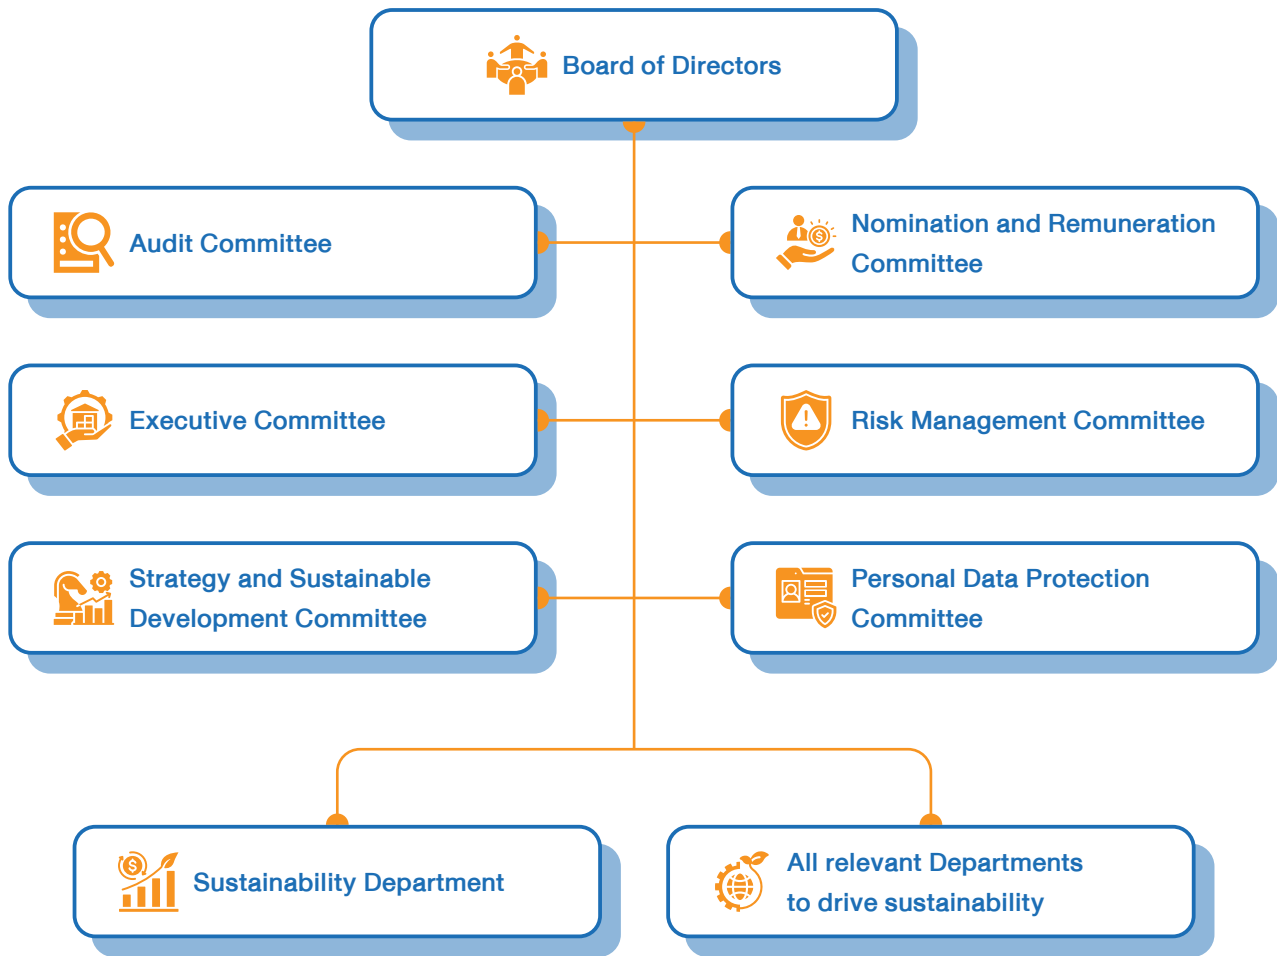 Board of Directors
Audit Committee
Nomination and Remuneration
Committee
Executive Committee
Risk Management Committee
Strategy and Sustainable
Development Committee
Personal Data Protection
Committee
Sustainability Department
All relevant Departments
to drive sustainability